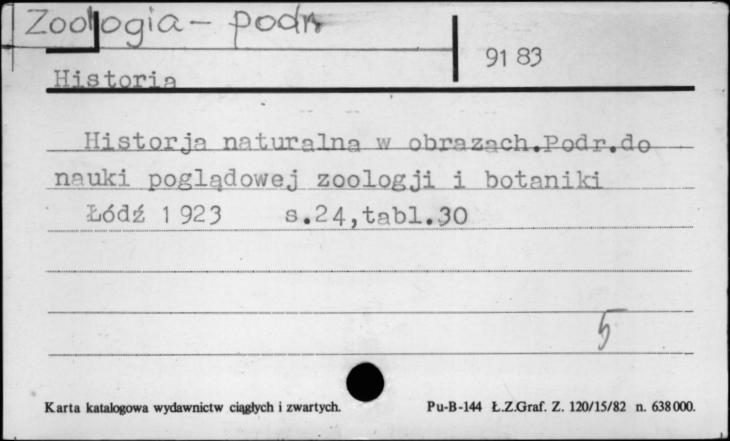 Zoologia - podr.
91 83
Historia
Historja naturalna w obrazach.Podr.do
nauki poglądowej zoologji i botaniki
Łódź 1923 s.24,tabl.30
5
Karta katalogowa wydawnictw ciągłych i zwartych. Pu-B-144 Ł.Z.Graf. Z. 120/15/82 n. 638000.